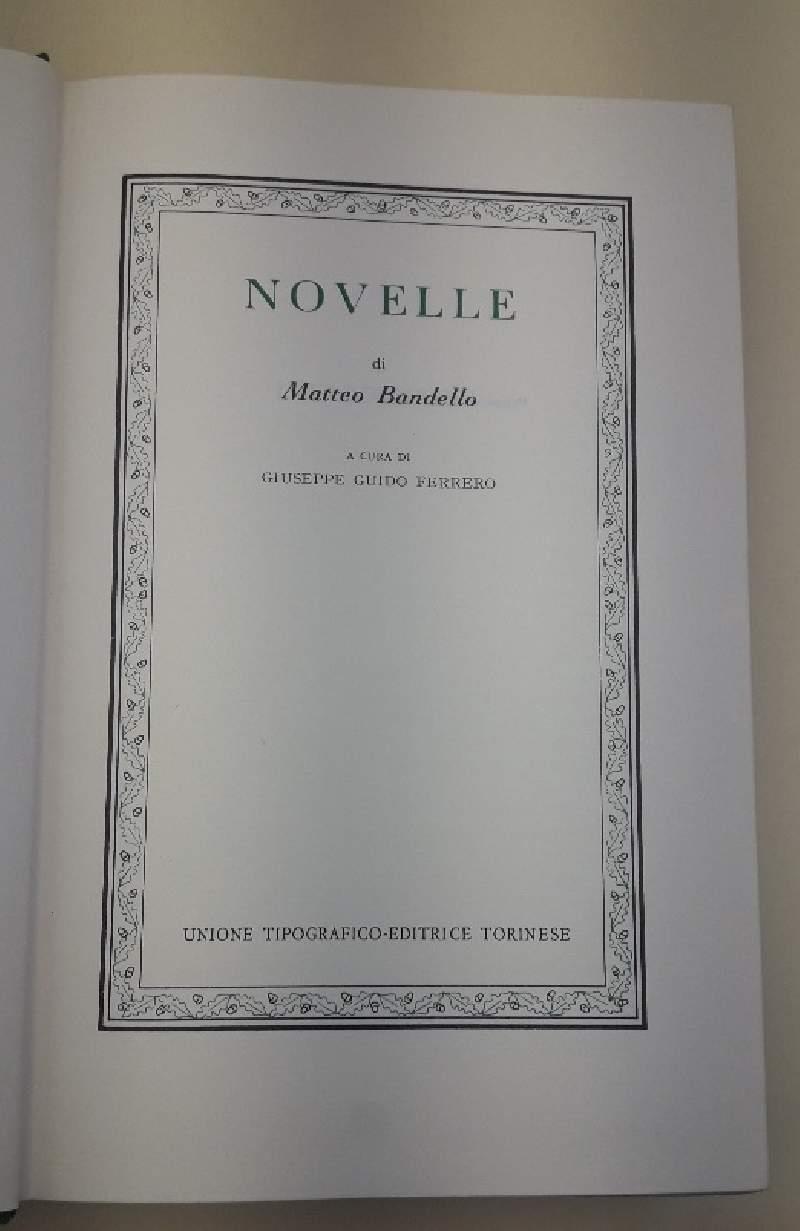 NOVELLE
di
Matteo Bandello
A CURA DI
GIUSEPPE GUIDO FERRERO
UNIONE TIPOGRAFICO-EDITRICE TORINESE